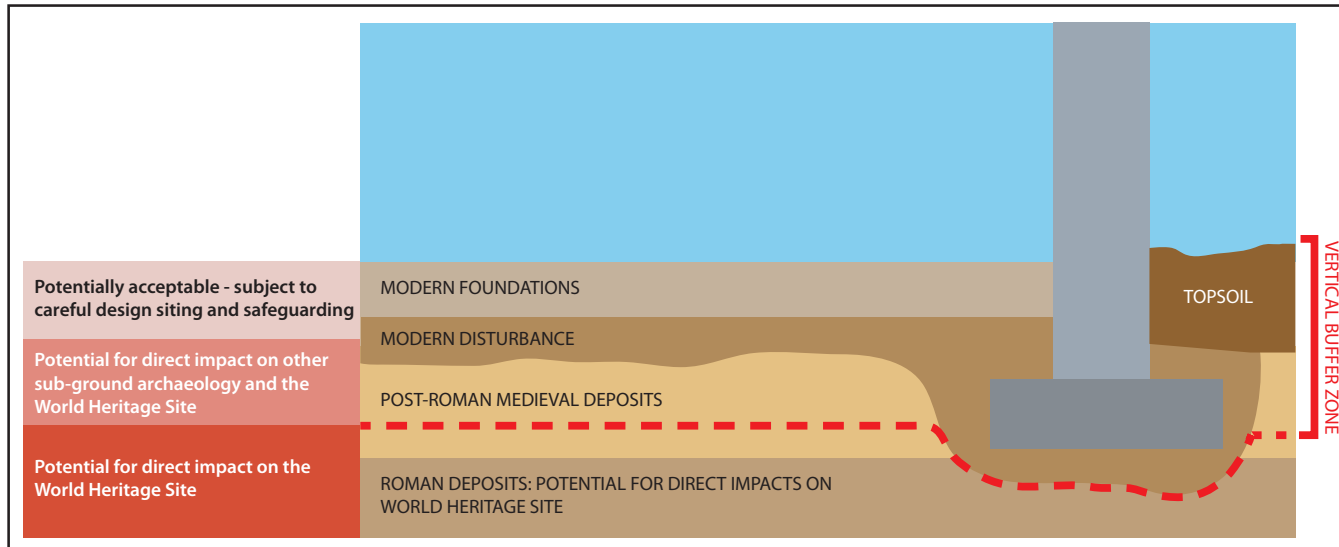 Potentially acceptable - subject to
careful design siting and safeguarding
Potential for direct impact on other
sub-ground archaeology and the
World Heritage Site
Potential for direct impact on the
World Heritage Site
MODERN FOUNDATIONS
MODERN DISTURBANCE
POST-ROMAN MEDIEVAL DEPOSITS
ROMAN DEPOSITS: POTENTIAL FOR DIRECT IMPACTS ON
WORLD HERITAGE SITE
TOPSOIL
VERTICAL BUFFER ZONE